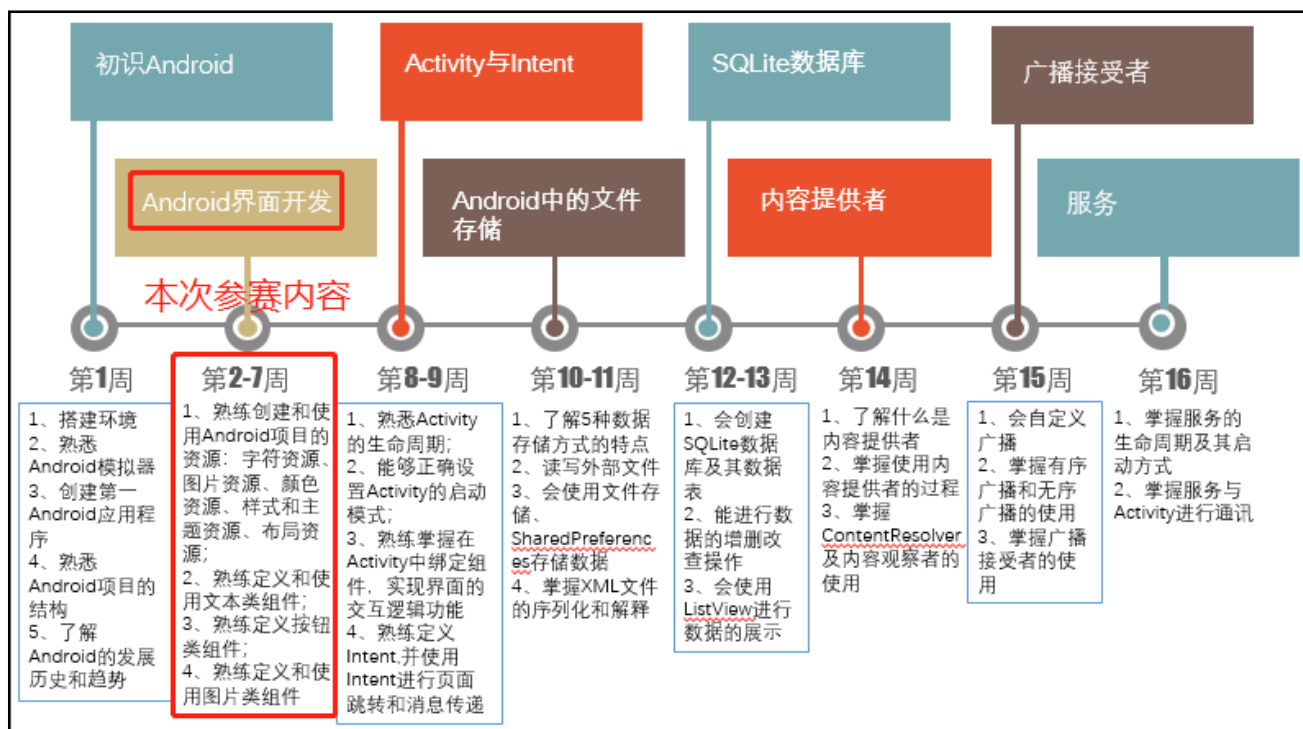 初识Android
Activity与Intent
SQLite数据库
广播接受者
Android界面开发
Android中的文件
存储
内容提供者
服务
本次参赛内容
第1周
第2-7周
第8-9周
第10-11周
第12-13周
第14周
第15周
第16周
1、搭建环境
2、熟悉
Android模拟器
3、创建第一
Android应用程
序
4、熟悉
Android项目的
结构
5、了解
Android的发展
历史和趋势
1、熟练创建和使
用Android项目的
资源：字符资源、
图片资源、颜色
资源、样式和主
题资源、布局资
源；
2、熟练定义和使
用文本类组件；
3、熟练定义按钮
类组件；
4、熟练定义和使
用图片类组件
1、熟悉Activity
的生命周期；
2、能够正确设
置Activity的启动
模式；
3、熟练掌握在
Activity中绑定组
件，实现界面的
交互逻辑功能
4、熟练定义
Intent,并使用
Intent进行页面
跳转和消息传递
1、了解5种数据
存储方式的特点
2、读写外部文件
3、会使用文件存
储、
SharedPreferenc
es存储数据
4、掌握XML文件
的序列化和解释
1、会创建
SQLite数据
库及其数据
表
2、能进行数
据的增删改
查操作
3、会使用
ListView进行
数据的展示
1、了解什么是
内容提供者
2、掌握使用内
容提供者的过程
3、掌握
ContentResolver
及内容观察者的
使用
1、会自定义
广播
2、掌握有序
广播和无序
广播的使用
3、掌握广播
接受者的使
用
1、掌握服务的
生命周期及其启
动方式
2、掌握服务与
Activity进行通讯